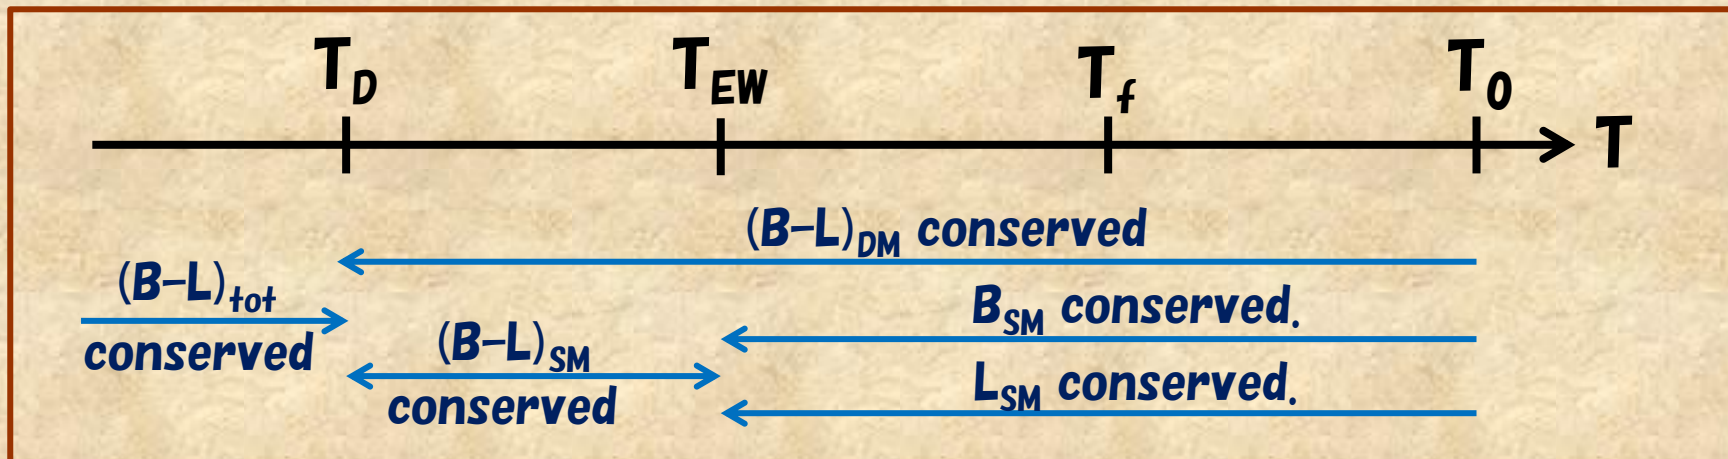 T_D T_EW T_f T_0
T
(B-L)_DM conserved
(B-L)_tot
conserved
B_SM conserved.
(B-L)_SM
conserved
L_SM conserved.